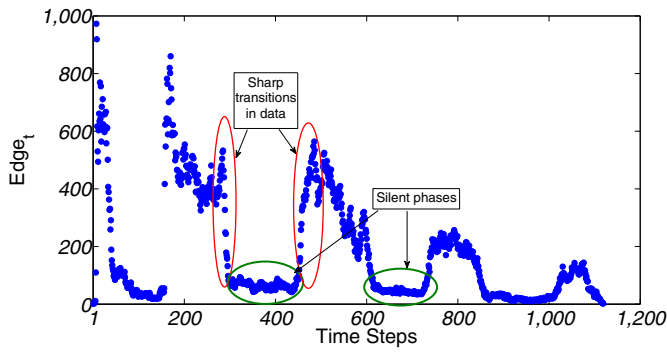 1,000
800
600
400
200
0
Edge_t
Sharp
transitions
in data
Silent phases
1 200 400 600 800 1,000 1,200
Time Steps